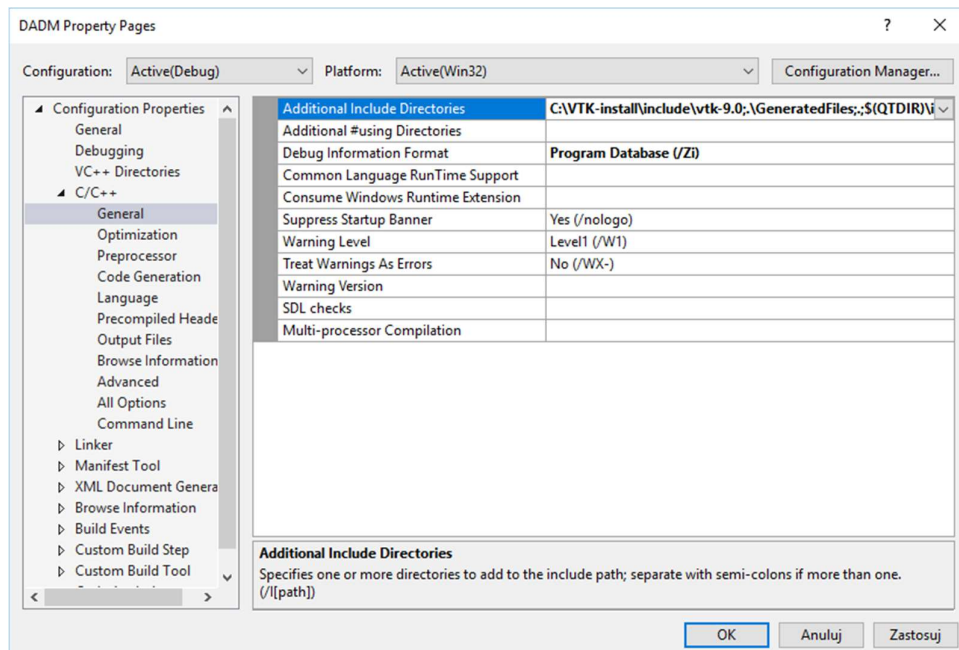 DADM Property Pages ? ×
Configuration: Active(Debug) Platform: Active(Win32) Configuration Manager...
Configuration Properties
General
Debugging
VC++ Directories
C/C++
General
Optimization
Preprocessor
Code Generation
Language
Precompiled Heade
Output Files
Browse Information
Advanced
All Options
Command Line
Linker
Manifest Tool
XML Document Genera
Browse Information
Build Events
Custom Build Step
Custom Build Tool
Additional Include Directories C:\VTK-install\include\vtk-9.0;.\GeneratedFiles;.;$(QTDIR)\i
Additional #using Directories
Debug Information Format Program Database (/Zi)
Common Language RunTime Support
Consume Windows Runtime Extension
Suppress Startup Banner Yes (/nologo)
Warning Level Level1 (/W1)
Treat Warnings As Errors No (/WX-)
Warning Version
SDL checks
Multi-processor Compilation
Additional Include Directories
Specifies one or more directories to add to the include path; separate with semi-colons if more than one.
(/I[path])
OK Anuluj Zastosuj